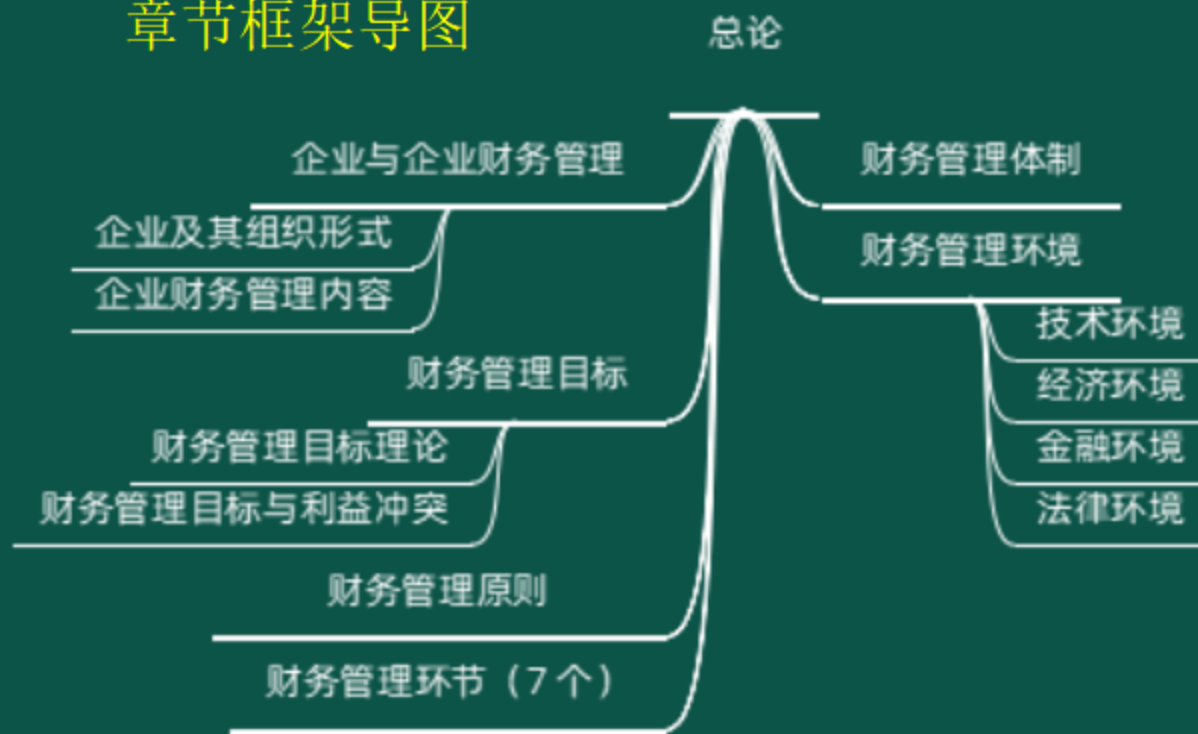 章节框架导图
总论
企业与企业财务管理
企业及其组织形式
企业财务管理内容
财务管理目标
财务管理目标理论
财务管理目标与利益冲突
财务管理原则
财务管理环节（7个）
财务管理体制
财务管理环境
技术环境
经济环境
金融环境
法律环境